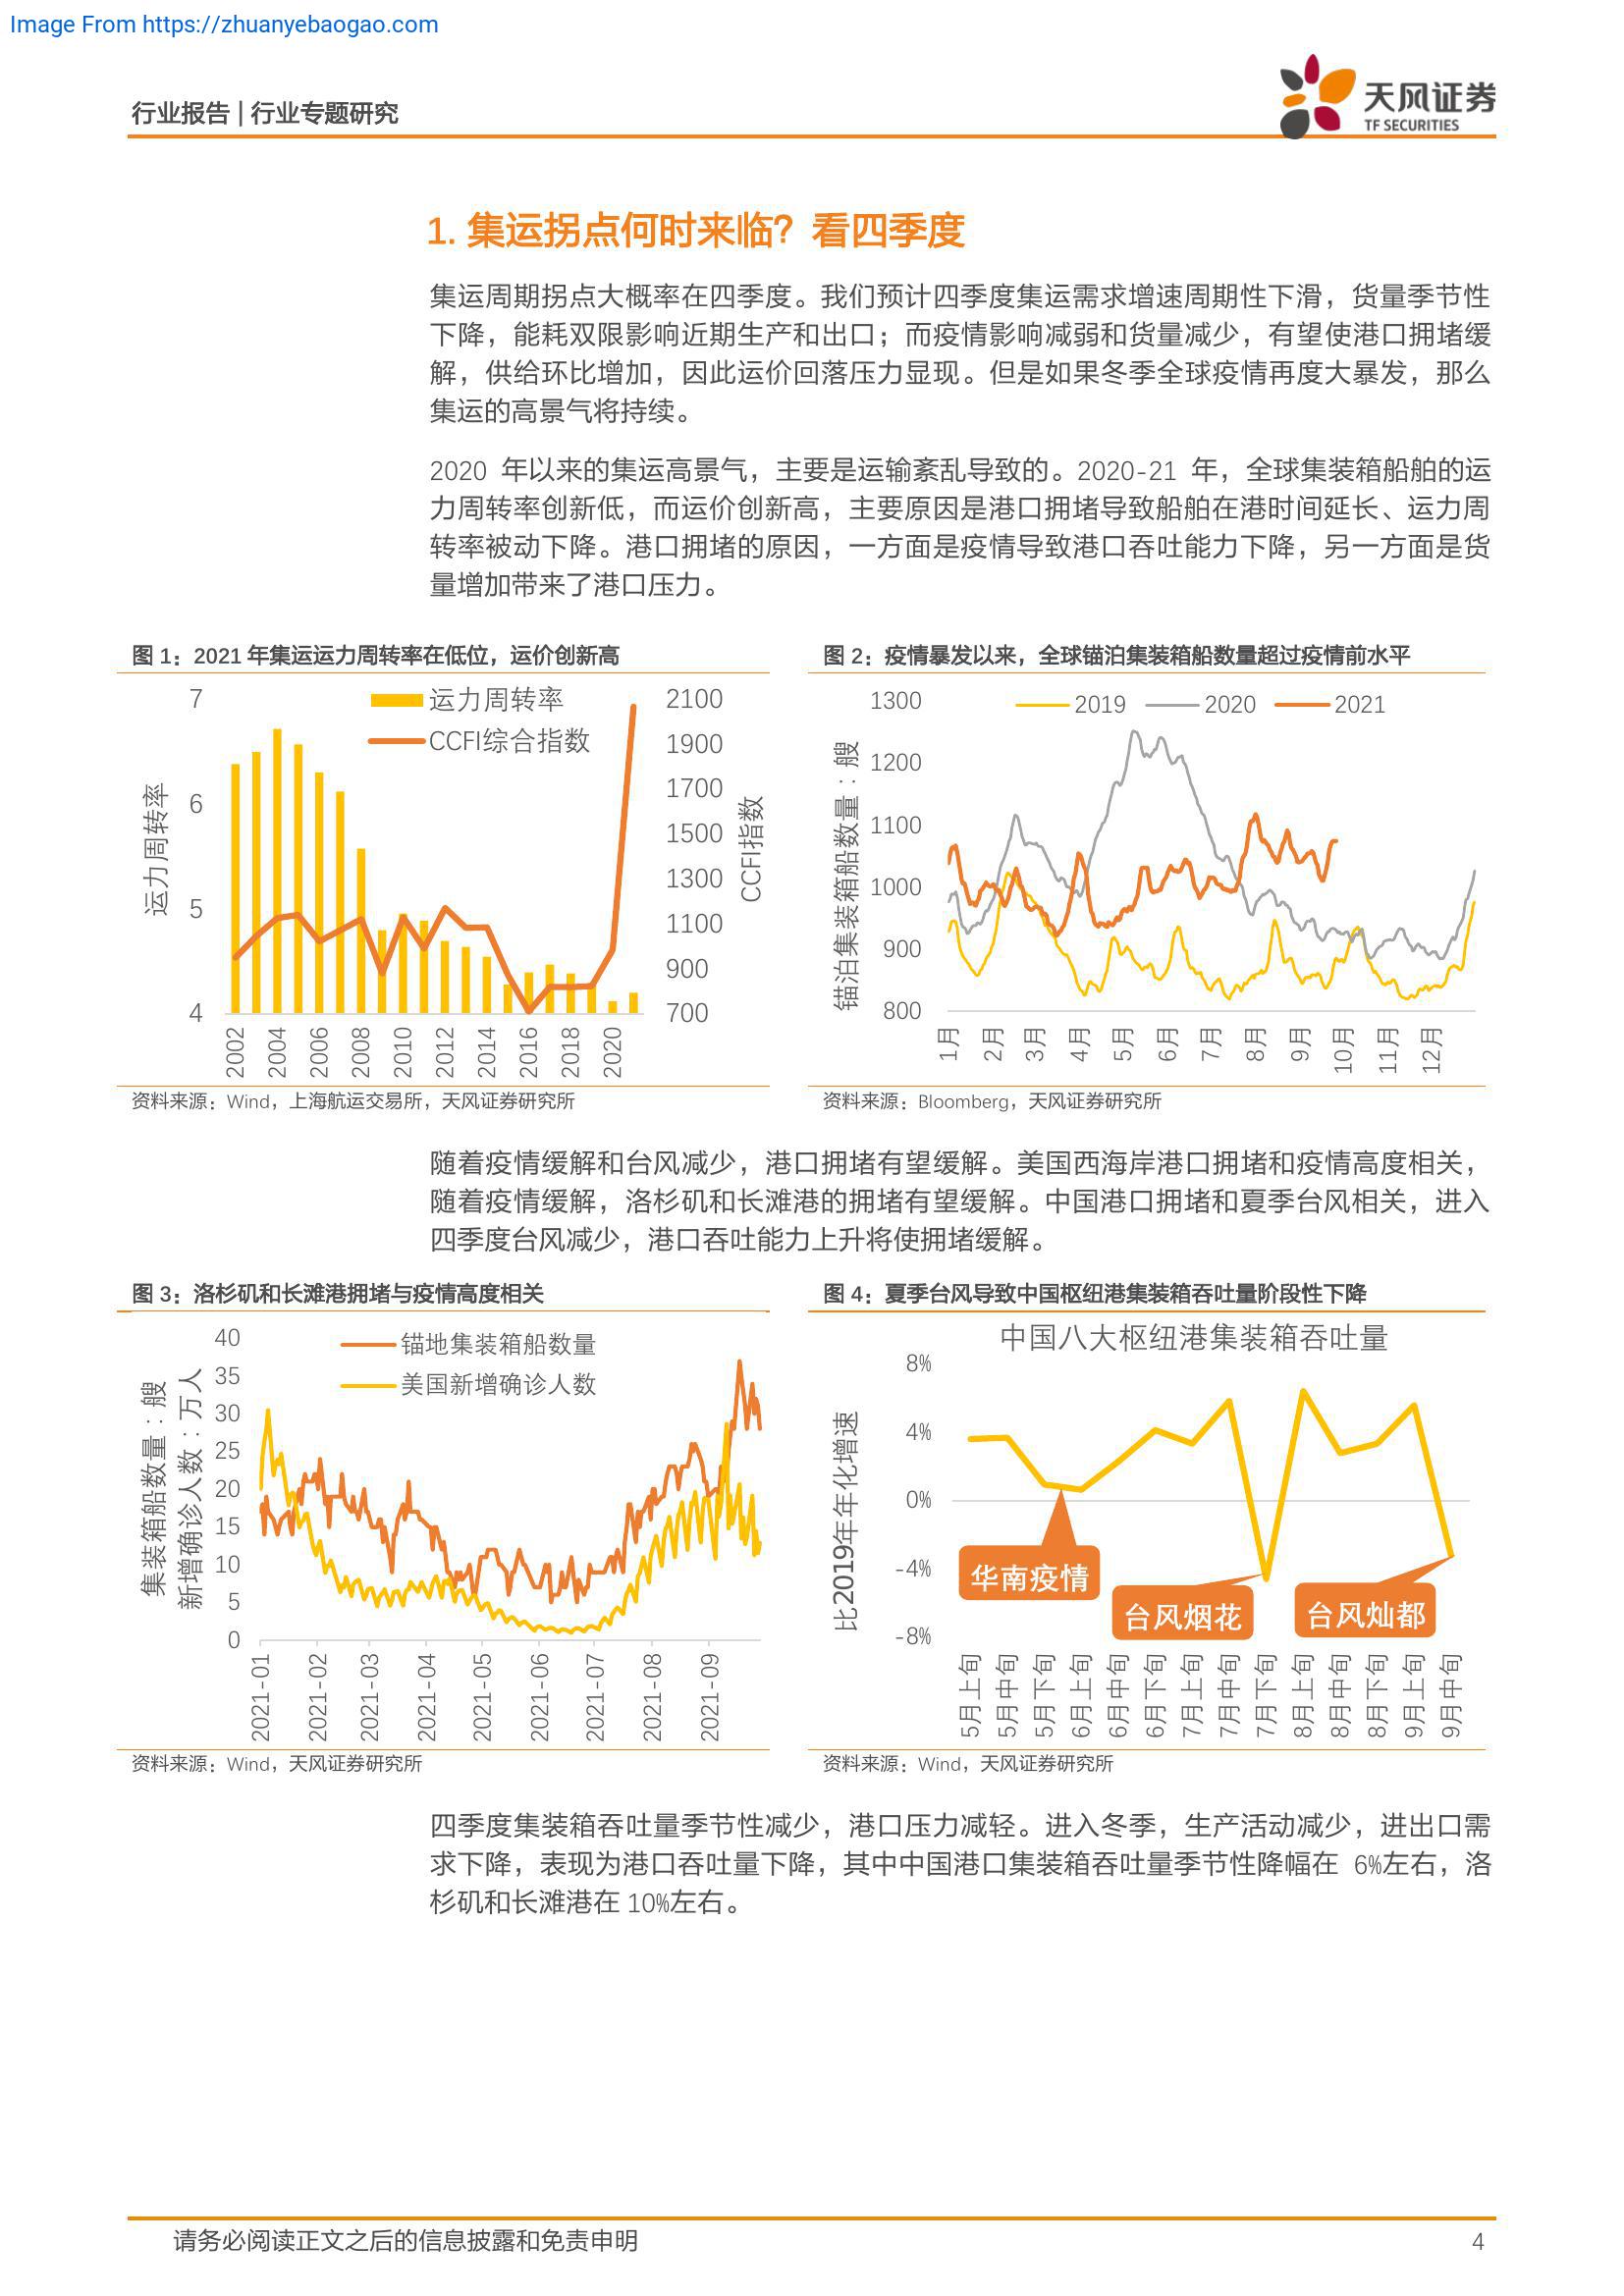 Image From https://zhuanyebaogao.com
行业报告 | 行业专题研究
天风证券
TF SECURITIES
1. 集运拐点何时来临？看四季度
集运周期拐点大概率在四季度。我们预计四季度集运需求增速周期性下滑，货量季节性
下降，能耗双限影响近期生产和出口；而疫情影响减弱和货量减少，有望使港口拥堵缓
解，供给环比增加，因此运价回落压力显现。但是如果冬季全球疫情再度大暴发，那么
集运的高景气将持续。
2020 年以来的集运高景气，主要是运输紊乱导致的。2020-21 年，全球集装箱船舶的运
力周转率创新低，而运价创新高，主要原因是港口拥堵导致船舶在港时间延长、运力周
转率被动下降。港口拥堵的原因，一方面是疫情导致港口吞吐能力下降，另一方面是货
量增加带来了港口压力。
图 1：2021 年集运运力周转率在低位，运价创新高
运力周转率
CCFI综合指数
7
6
5
4
运力周转率
2100
1900
1700
1500
1300
1100
900
700
CCFI指数
2002
2004
2006
2008
2010
2012
2014
2016
2018
2020
资料来源：Wind，上海航运交易所，天风证券研究所
图 2：疫情暴发以来，全球锚泊集装箱船数量超过疫情前水平
2019
2020
2021
1300
1200
1100
1000
900
800
锚泊集装箱船数量：艘
1月
2月
3月
4月
5月
6月
7月
8月
9月
10月
11月
12月
资料来源：Bloomberg，天风证券研究所
随着疫情缓解和台风减少，港口拥堵有望缓解。美国西海岸港口拥堵和疫情高度相关，
随着疫情缓解，洛杉矶和长滩港的拥堵有望缓解。中国港口拥堵和夏季台风相关，进入
四季度台风减少，港口吞吐能力上升将使拥堵缓解。
图 3：洛杉矶和长滩港拥堵与疫情高度相关
锚地集装箱船数量
美国新增确诊人数
40
35
30
25
20
15
10
5
0
集装箱船数量：艘
新增确诊人数：万人
2021-01
2021-02
2021-03
2021-04
2021-05
2021-06
2021-07
2021-08
2021-09
资料来源：Wind，天风证券研究所
图 4：夏季台风导致中国枢纽港集装箱吞吐量阶段性下降
中国八大枢纽港集装箱吞吐量
8%
4%
0%
-4%
-8%
比2019年年化增速
华南疫情
台风烟花
台风灿都
5月上旬
5月中旬
5月下旬
6月上旬
6月中旬
6月下旬
7月上旬
7月中旬
7月下旬
8月上旬
8月中旬
8月下旬
9月上旬
9月中旬
资料来源：Wind，天风证券研究所
四季度集装箱吞吐量季节性减少，港口压力减轻。进入冬季，生产活动减少，进出口需
求下降，表现为港口吞吐量下降，其中中国港口集装箱吞吐量季节性降幅在 6%左右，洛
杉矶和长滩港在 10%左右。
请务必阅读正文之后的信息披露和免责申明
4